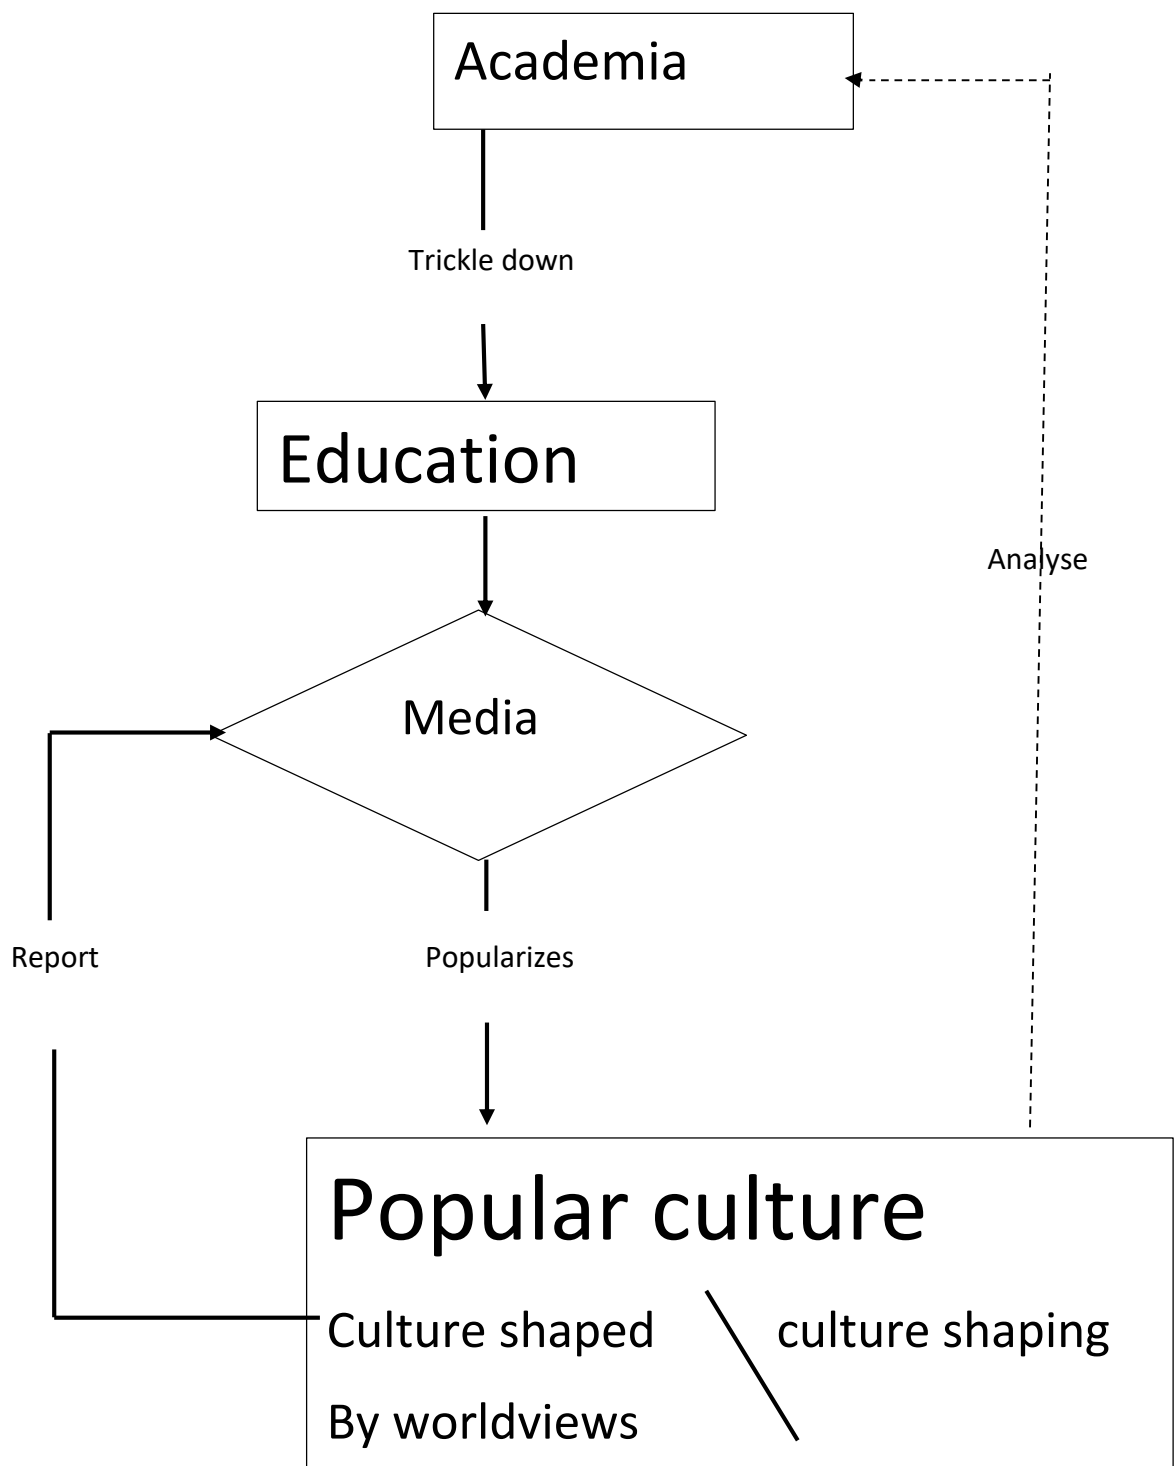 Academia
Trickle down
Education
Analyse
Media
Report
Popularizes
Popular culture
Culture shaped culture shaping
By worldviews